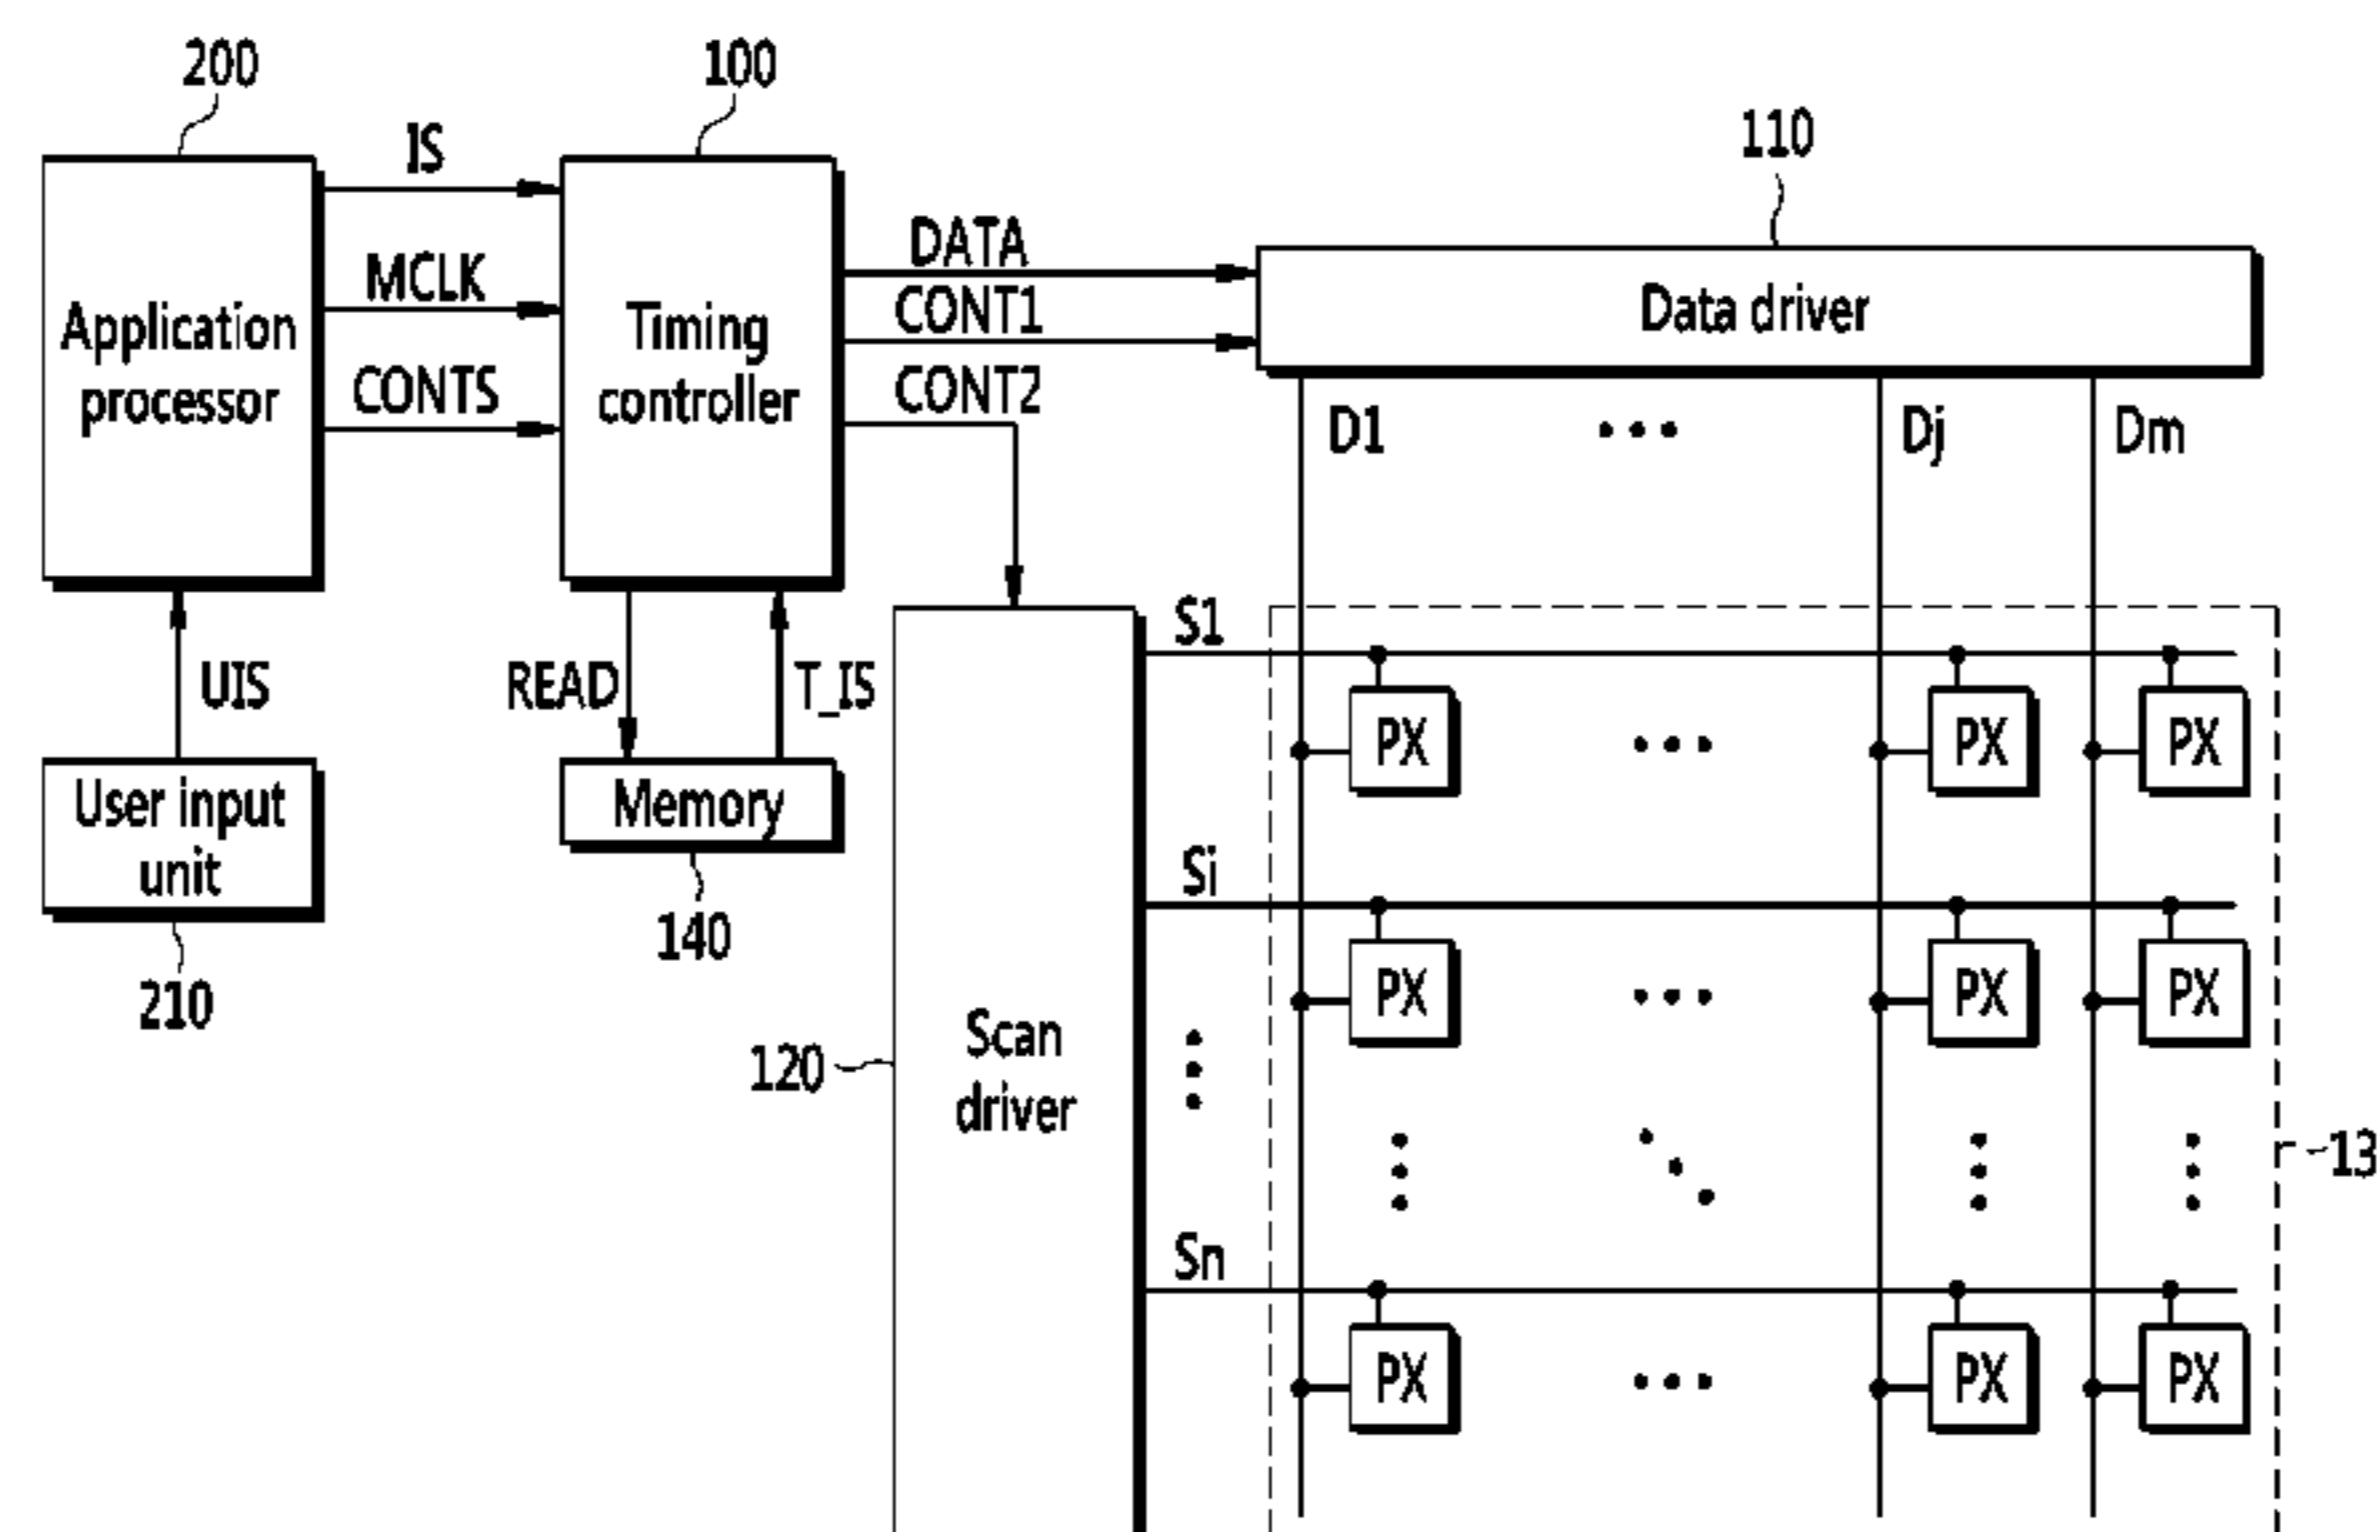 200
100
110
IS
MCLK
CONTS
Application
processor
Timing
controller
DATA
CONT1
CONT2
Data driver
D1
Dj
Dm
UIS
READ
T_IS
User input
unit
Memory
210
140
120
Scan
driver
S1
PX
PX
PX
Si
PX
PX
PX
13
Sn
PX
PX
PX